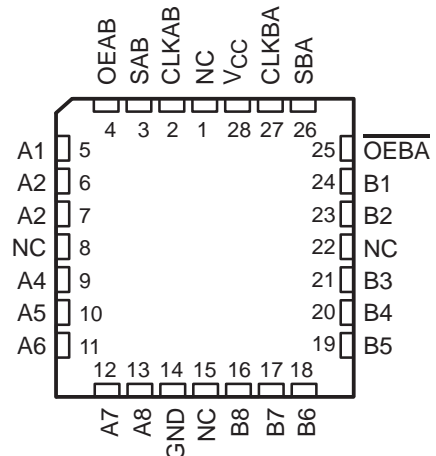 OEAB SAB CLKAB NC VCC CLKBA SBA
4 3 2 1 28 27 26
A1 5 25 OEBA
A2 6 24 B1
A2 7 23 B2
NC 8 22 NC
A4 9 21 B3
A5 10 20 B4
A6 11 19 B5
12 13 14 15 16 17 18
A7 A8 GND NC B8 B7 B6